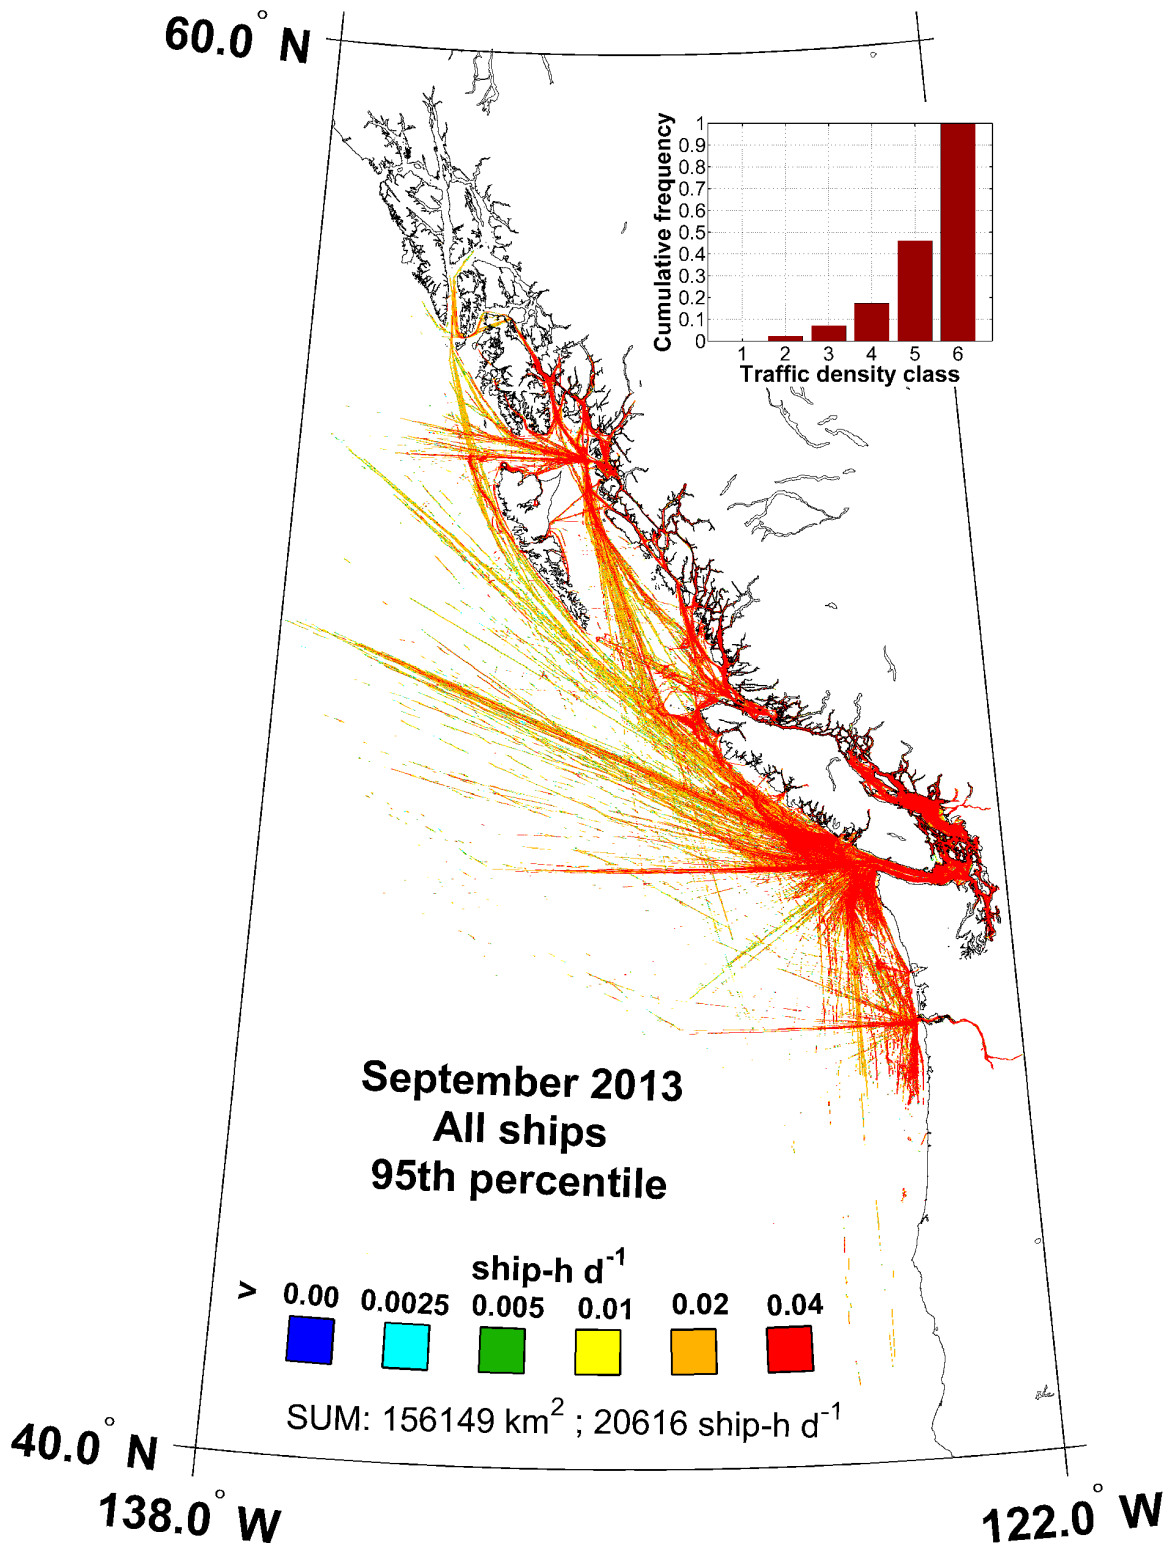 60.0° N
Cumulative frequency
1
0.9
0.8
0.7
0.6
0.5
0.4
0.3
0.2
0.1
0
1 2 3 4 5 6
Traffic density class
September 2013
All ships
95th percentile
ship-h d⁻¹
> 0.00 0.0025 0.005 0.01 0.02 0.04
SUM: 156149 km² ; 20616 ship-h d⁻¹
40.0° N
138.0° W
122.0° W